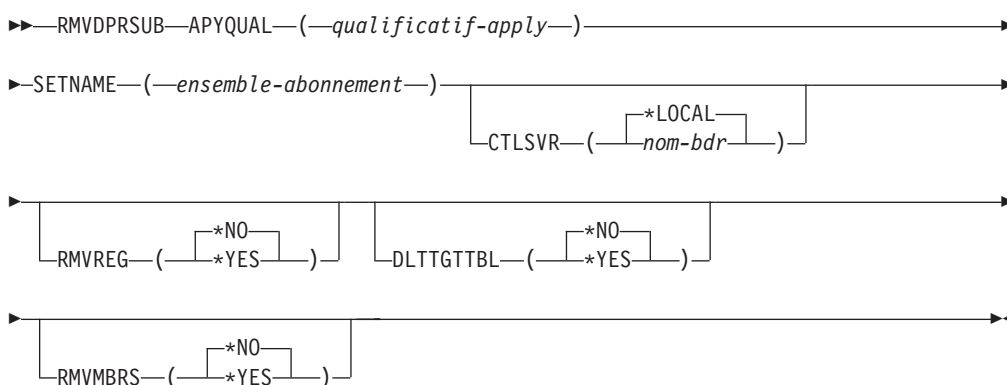 RMVDPRSUB APYQUAL ( qualificatif-apply )
SETNAME ( ensemble-abonnement )
*LOCAL
CTLSVR ( nom-bdr )
*NO *NO
RMVREG ( *YES ) DLTTGTTBL ( *YES )
*NO
RMVMBRS ( *YES )